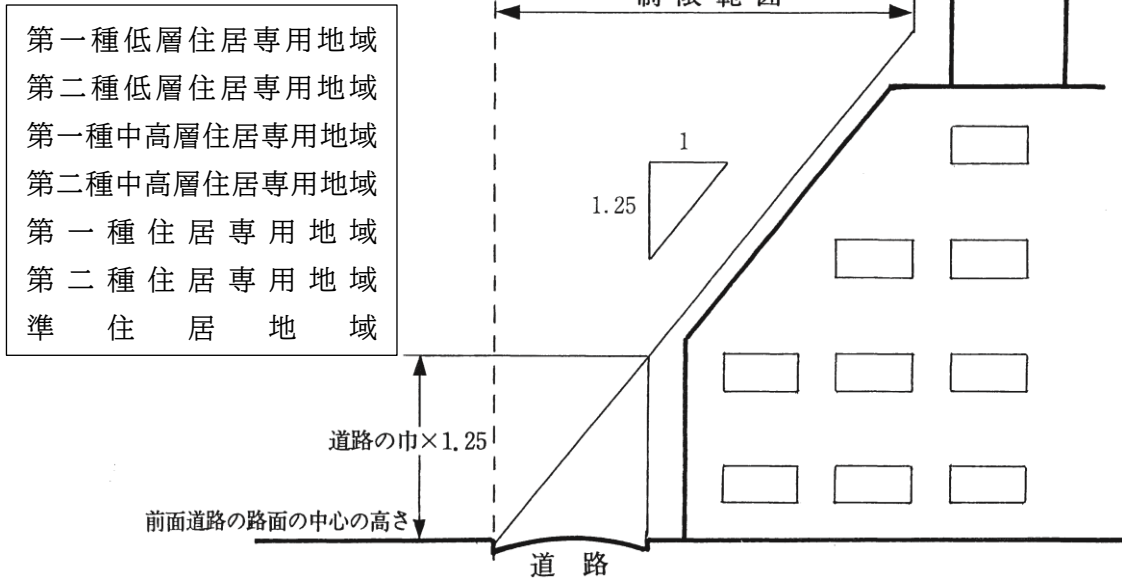 制限範囲
第一種低層住居専用地域
第二種低層住居専用地域
第一種中高層住居専用地域
第二種中高層住居専用地域
第一種住居専用地域
第二種住居専用地域
準住居地域
1
1.25
道路の巾×1.25
前面道路の路面の中心の高さ
道路